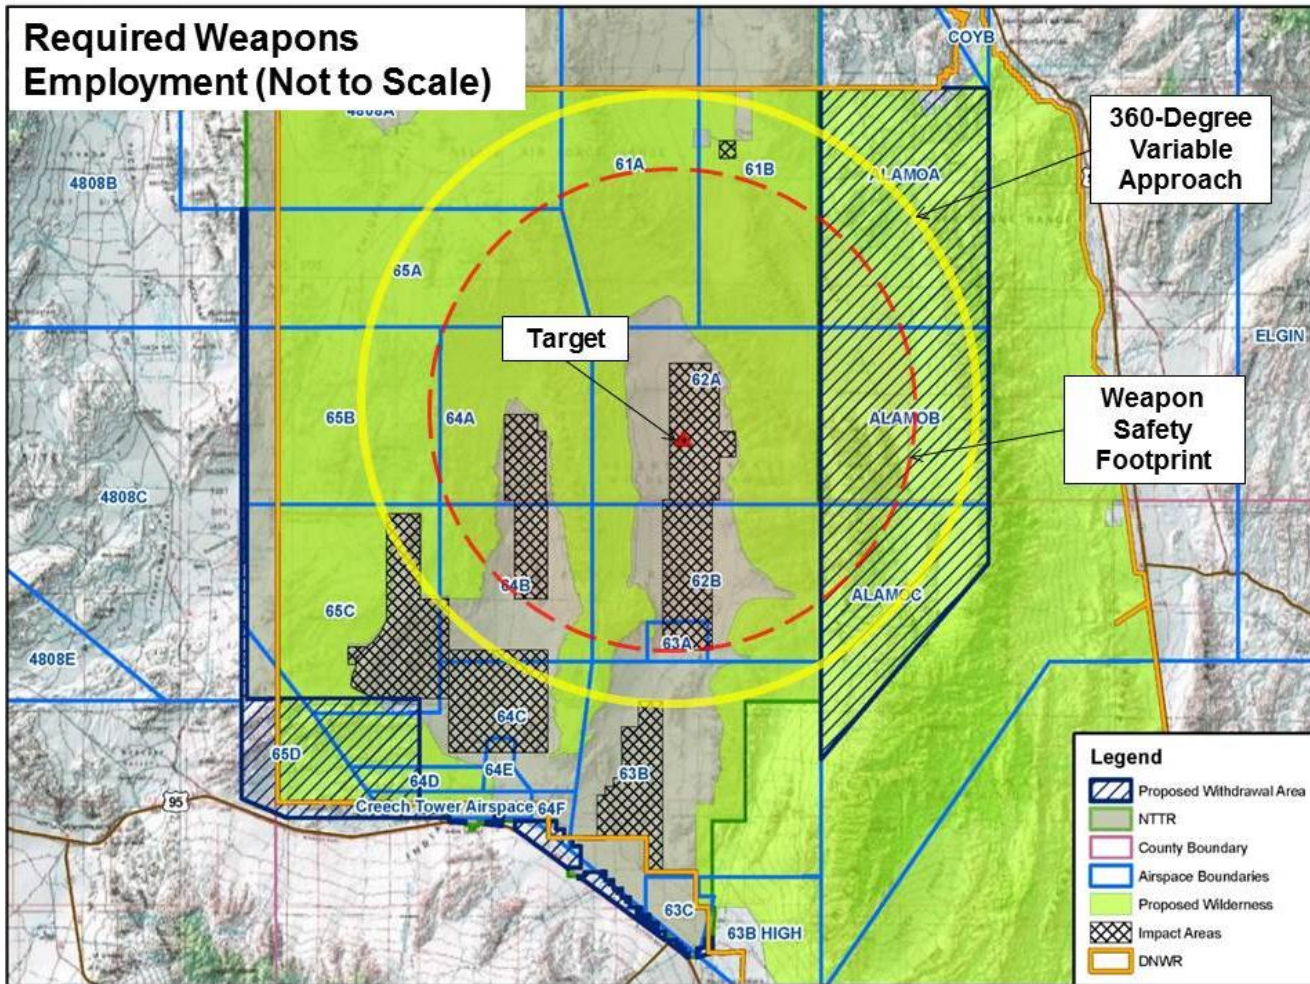 Required Weapons
Employment (Not to Scale)
COYB
360-Degree
Variable
Approach
4808A
61A
61B
4808B
ALAMOA
65A
Target
ELGIN
62A
65B
64A
ALAMOB
Weapon
Safety
Footprint
4808C
64B
62B
65C
ALAMOC
63A
4808E
64C
65D
64E
63B
64D
95
Creech Tower Airspace
64F
63C
63B HIGH
Legend
Proposed Withdrawal Area
NTTR
County Boundary
Airspace Boundaries
Proposed Wilderness
Impact Areas
DNWR